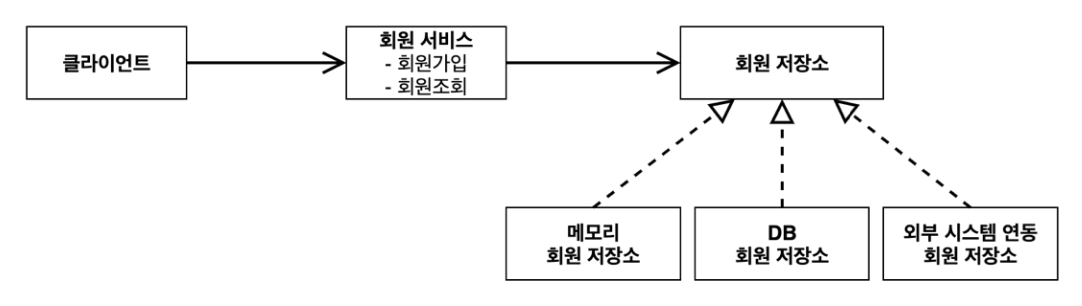 클라이언트
회원 서비스
- 회원가입
- 회원조회
회원 저장소
메모리
회원 저장소
DB
회원 저장소
외부 시스템 연동
회원 저장소